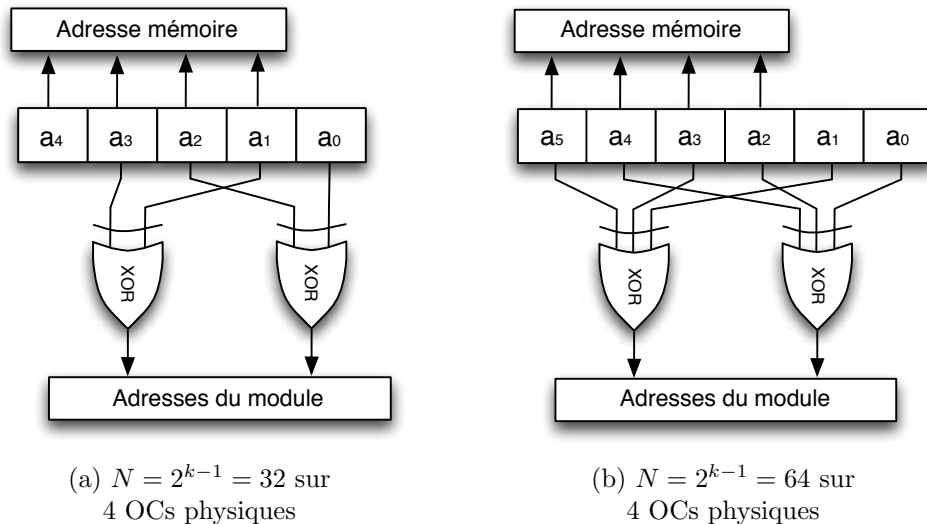 Adresse mémoire
Adresse mémoire
a4 a3 a2 a1 a0
a5 a4 a3 a2 a1 a0
XOR XOR
XOR XOR
Adresses du module
Adresses du module
(a) N = 2^{k−1} = 32 sur
4 OCs physiques
(b) N = 2^{k−1} = 64 sur
4 OCs physiques